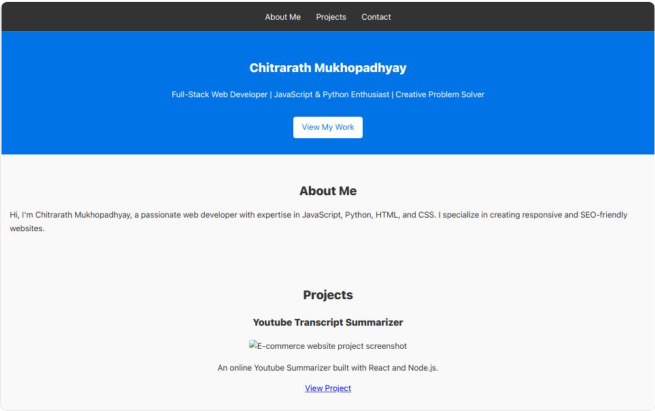 About Me Projects Contact
Chitrarath Mukhopadhyay
Full-Stack Web Developer | JavaScript & Python Enthusiast | Creative Problem Solver
View My Work
About Me
Hi, I'm Chitrarath Mukhopadhyay, a passionate web developer with expertise in JavaScript, Python, HTML, and CSS. I specialize in creating responsive and SEO-friendly
websites.
Projects
Youtube Transcript Summarizer
E-commerce website project screenshot
An online Youtube Summarizer built with React and Node.js.
View Project